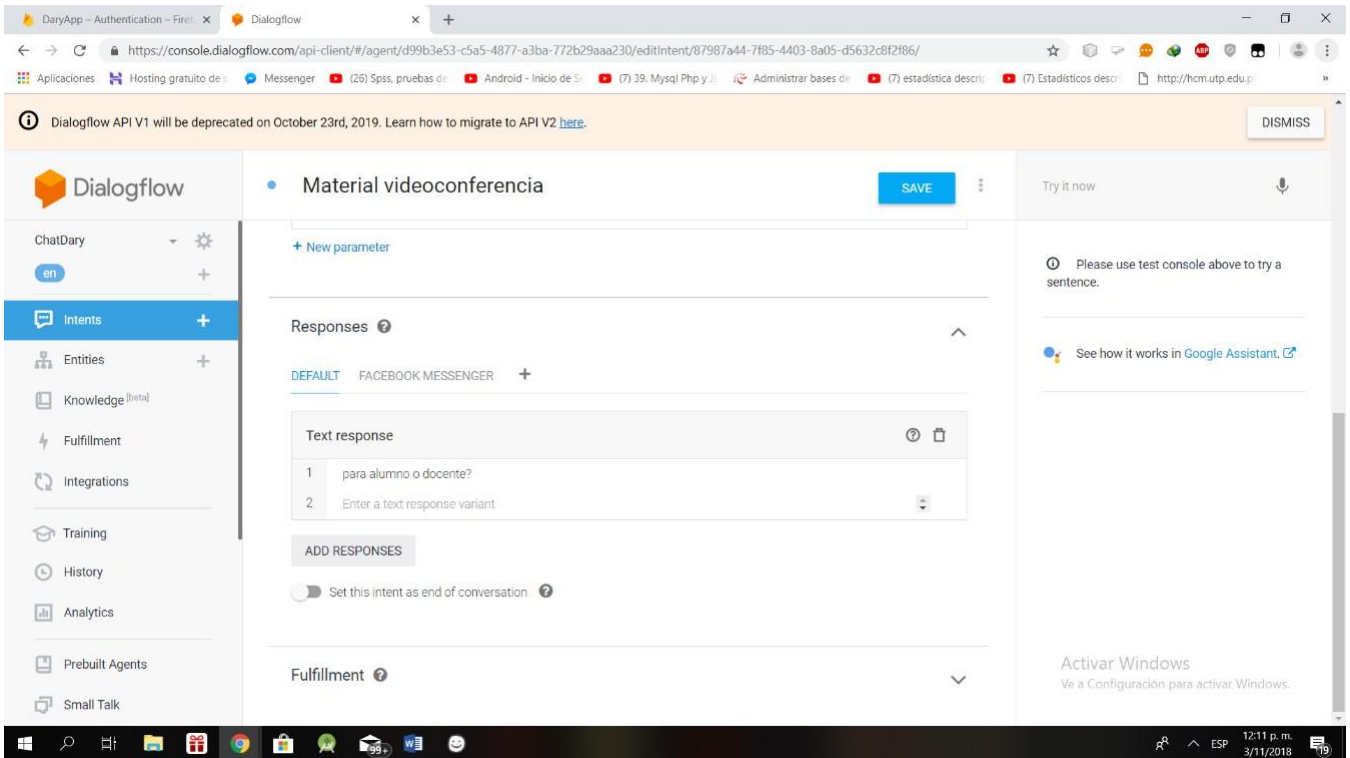 DaryApp – Authentication – Fireb
Dialogflow
https://console.dialogflow.com/api-client/#/agent/d99b3e53-c5a5-4877-a3ba-772b29aaa230/editIntent/87987a44-7f85-4403-8a05-d5632c8f2f86/
Aplicaciones
Hosting gratuito de s
Messenger
(26) Spss, pruebas de
Android - Inicio de Se
(7) 39. Mysql Php y
Administrar bases de
(7) estadística descrip
(7) Estadísticos descri
http://hcm.utp.edu.p
»
Dialogflow API V1 will be deprecated on October 23rd, 2019. Learn how to migrate to API V2 here.
DISMISS
Dialogflow
Material videoconferencia
SAVE
Try it now
ChatDary
en
Intents
Entities
Knowledge [beta]
Fulfillment
Integrations
Training
History
Analytics
Prebuilt Agents
Small Talk
+ New parameter
Responses
DEFAULT FACEBOOK MESSENGER +
Text response
1 para alumno o docente?
2 Enter a text response variant
ADD RESPONSES
Set this intent as end of conversation
Fulfillment
Please use test console above to try a
sentence.
See how it works in Google Assistant.
Activar Windows
Ve a Configuración para activar Windows.
ABP
99+
ESP
12:11 p. m.
3/11/2018
19